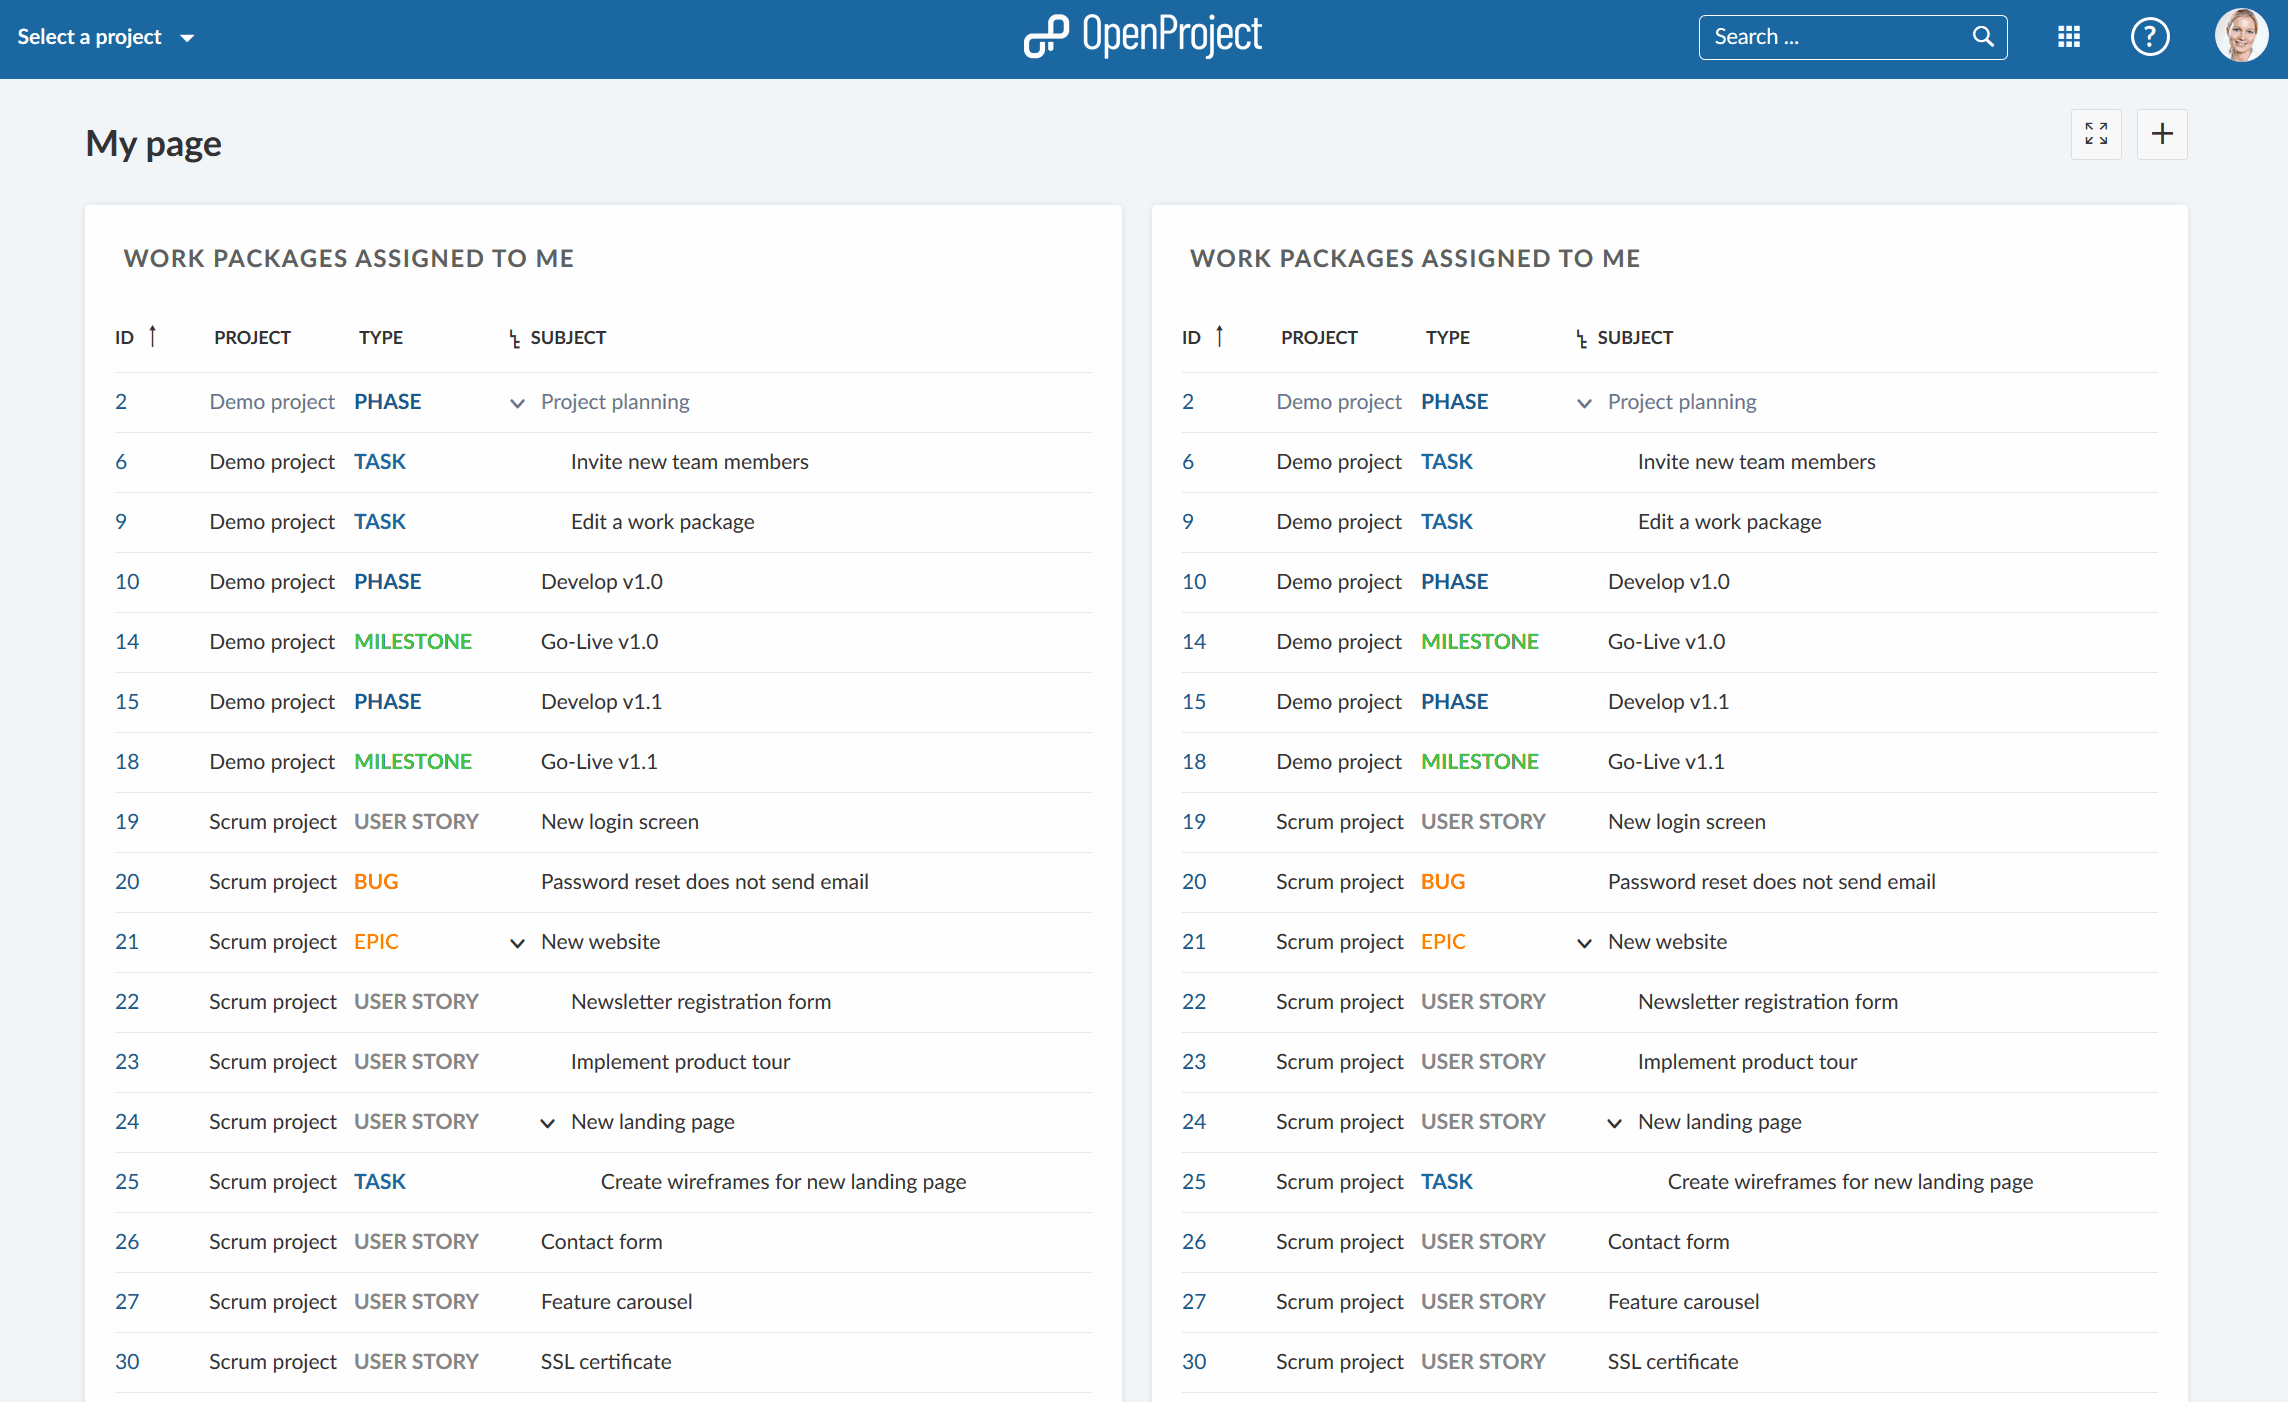 Select a project
OpenProject
Search ...
?
My page
WORK PACKAGES ASSIGNED TO ME
ID PROJECT TYPE SUBJECT
2 Demo project PHASE Project planning
6 Demo project TASK Invite new team members
9 Demo project TASK Edit a work package
10 Demo project PHASE Develop v1.0
14 Demo project MILESTONE Go-Live v1.0
15 Demo project PHASE Develop v1.1
18 Demo project MILESTONE Go-Live v1.1
19 Scrum project USER STORY New login screen
20 Scrum project BUG Password reset does not send email
21 Scrum project EPIC New website
22 Scrum project USER STORY Newsletter registration form
23 Scrum project USER STORY Implement product tour
24 Scrum project USER STORY New landing page
25 Scrum project TASK Create wireframes for new landing page
26 Scrum project USER STORY Contact form
27 Scrum project USER STORY Feature carousel
30 Scrum project USER STORY SSL certificate
WORK PACKAGES ASSIGNED TO ME
ID PROJECT TYPE SUBJECT
2 Demo project PHASE Project planning
6 Demo project TASK Invite new team members
9 Demo project TASK Edit a work package
10 Demo project PHASE Develop v1.0
14 Demo project MILESTONE Go-Live v1.0
15 Demo project PHASE Develop v1.1
18 Demo project MILESTONE Go-Live v1.1
19 Scrum project USER STORY New login screen
20 Scrum project BUG Password reset does not send email
21 Scrum project EPIC New website
22 Scrum project USER STORY Newsletter registration form
23 Scrum project USER STORY Implement product tour
24 Scrum project USER STORY New landing page
25 Scrum project TASK Create wireframes for new landing page
26 Scrum project USER STORY Contact form
27 Scrum project USER STORY Feature carousel
30 Scrum project USER STORY SSL certificate